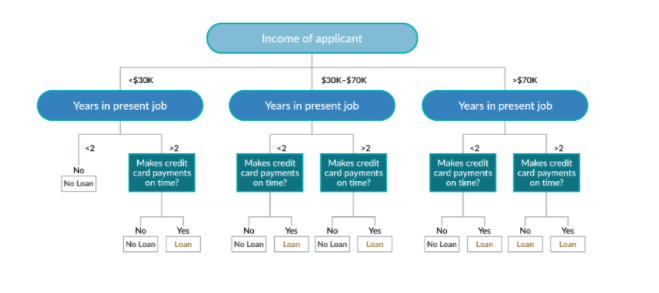 Income of applicant
<$30K
$30K-$70K
>$70K
Years in present job
Years in present job
Years in present job
<2
>2
<2
>2
<2
>2
No
No Loan
Makes credit
card payments
on time?
Makes credit
card payments
on time?
Makes credit
card payments
on time?
Makes credit
card payments
on time?
Makes credit
card payments
on time?
No
Yes
No
Yes
No
Yes
No
Yes
No
Yes
No Loan
Loan
No Loan
Loan
No Loan
Loan
No Loan
Loan
Loan
Loan